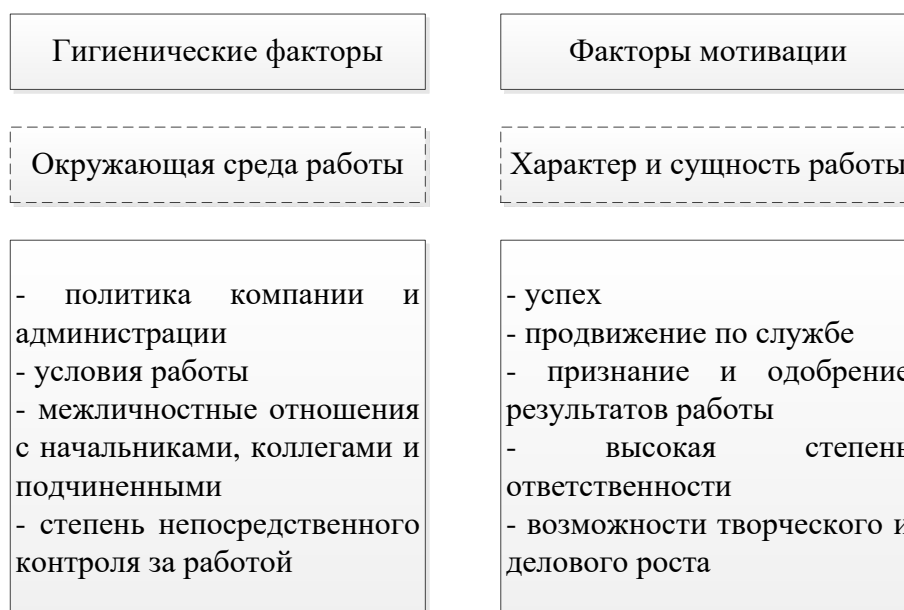 Гигиенические факторы
Факторы мотивации
Окружающая среда работы
Характер и сущность работы
- политика компании и
администрации
- условия работы
- межличностные отношения
с начальниками, коллегами и
подчиненными
- степень непосредственного
контроля за работой
- успех
- продвижение по службе
- признание и одобрение
результатов работы
- высокая степень
ответственности
- возможности творческого и
делового роста